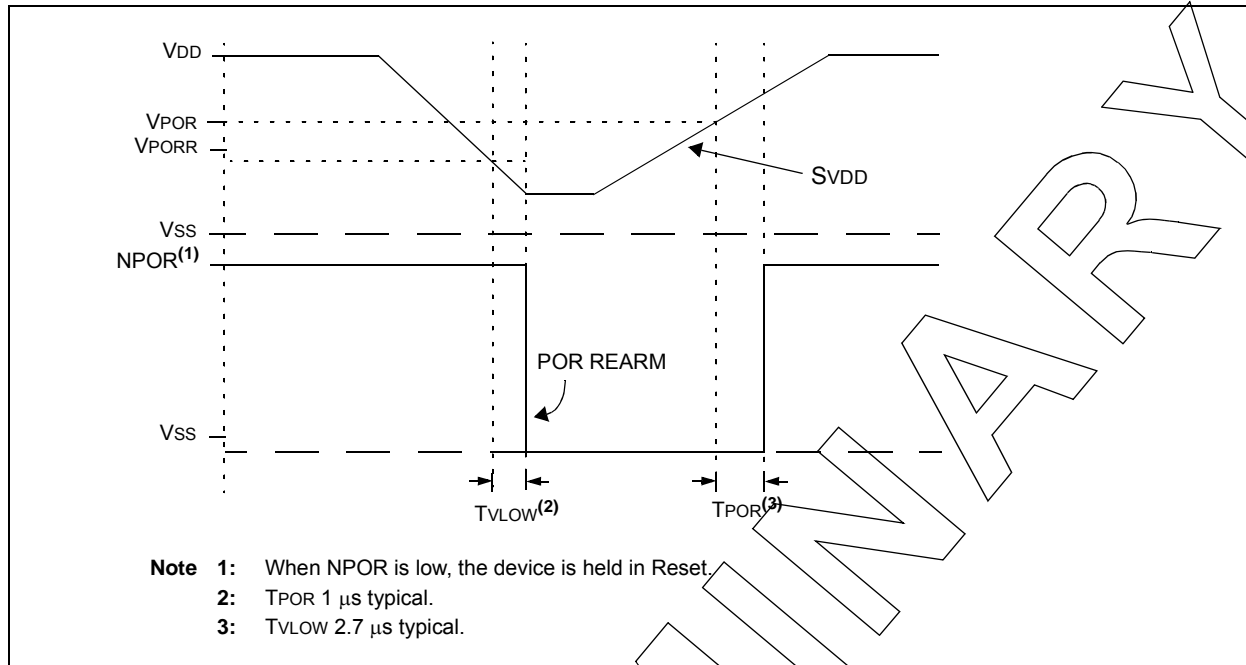 VDD
VPOR
VPORR
SVDD
VSS
NPOR(1)
POR REARM
VSS
TVLOW(2)
TPOR(3)
Note 1: When NPOR is low, the device is held in Reset.
2: TPOR 1 μs typical.
3: TVLOW 2.7 μs typical.
INARY